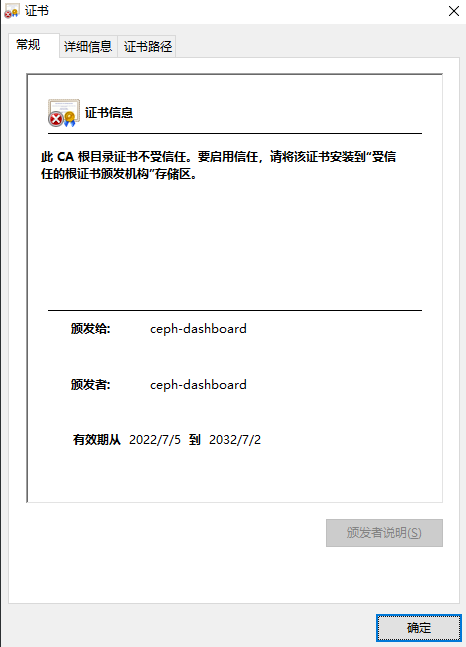 证书
常规
详细信息
证书路径
证书信息
此 CA 根目录证书不受信任。要启用信任，请将该证书安装到“受信
任的根证书颁发机构”存储区。
颁发给: ceph-dashboard
颁发者: ceph-dashboard
有效期从 2022/7/5 到 2032/7/2
颁发者说明(S)
确定